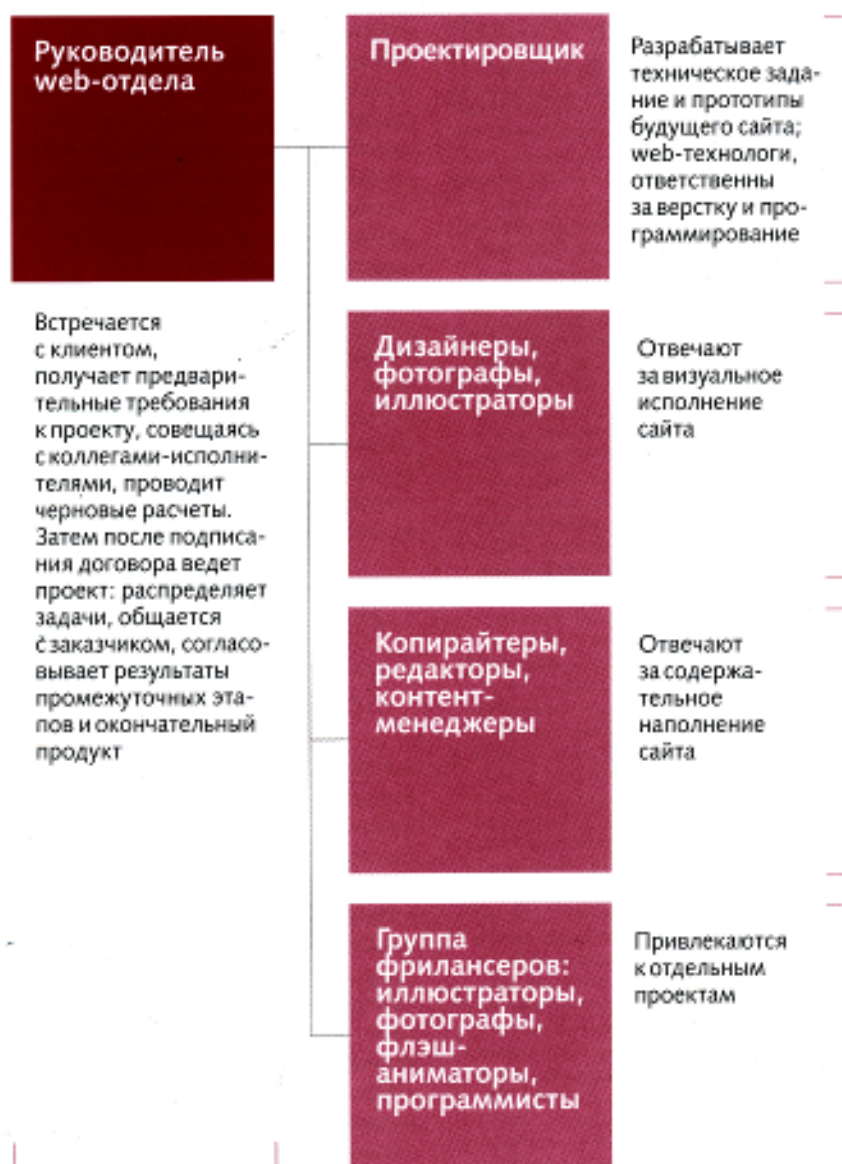 Руководитель
web-отдела
Встречается
с клиентом,
получает предвари-
тельные требования
к проекту, совещаясь
с коллегами-исполни-
телями, проводит
черновые расчеты.
Затем после подписа-
ния договора ведет
проект: распределяет
задачи, общается
с заказчиком, согласо-
вывает результаты
промежуточных эта-
пов и окончательный
продукт
Проектировщик
Разрабатывает
техническое зада-
ние и прототипы
будущего сайта;
web-технологи,
ответственны
за верстку и про-
граммирование
Дизайнеры,
фотографы,
иллюстраторы
Отвечают
за визуальное
исполнение
сайта
Копирайтеры,
редакторы,
контент-
менеджеры
Отвечают
за содержа-
тельное
наполнение
сайта
Группа
фрилансеров:
иллюстраторы,
фотографы,
флэш-
аниматоры,
программисты
Привлекаются
к отдельным
проектам